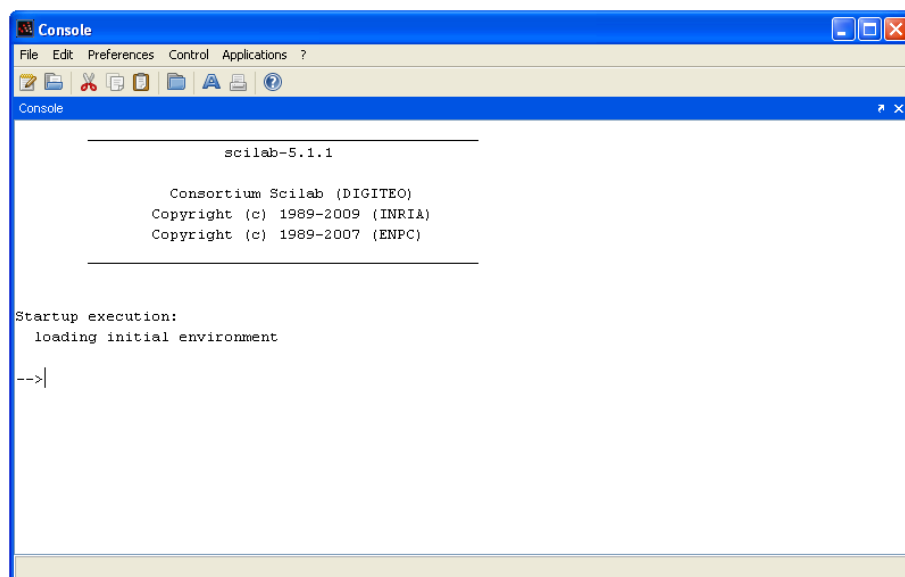 Console
File Edit Preferences Control Applications ?
Console
scilab-5.1.1
Consortium Scilab (DIGITEO)
Copyright (c) 1989-2009 (INRIA)
Copyright (c) 1989-2007 (ENPC)
Startup execution:
loading initial environment
-->